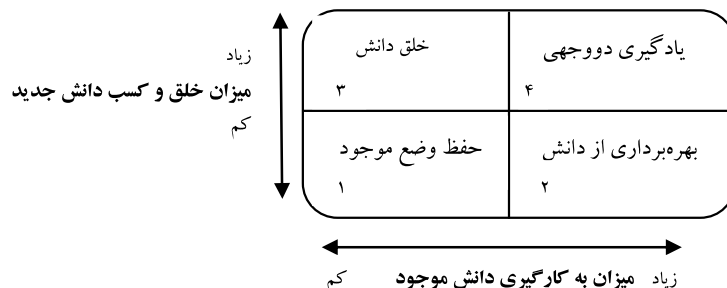 زیاد
میزان خلق و کسب دانش جدید
کم
یادگیری دووجهی
۴
خلق دانش
۳
بهره‌برداری از دانش
۲
حفظ وضع موجود
۱
زیاد میزان به کارگیری دانش موجود کم